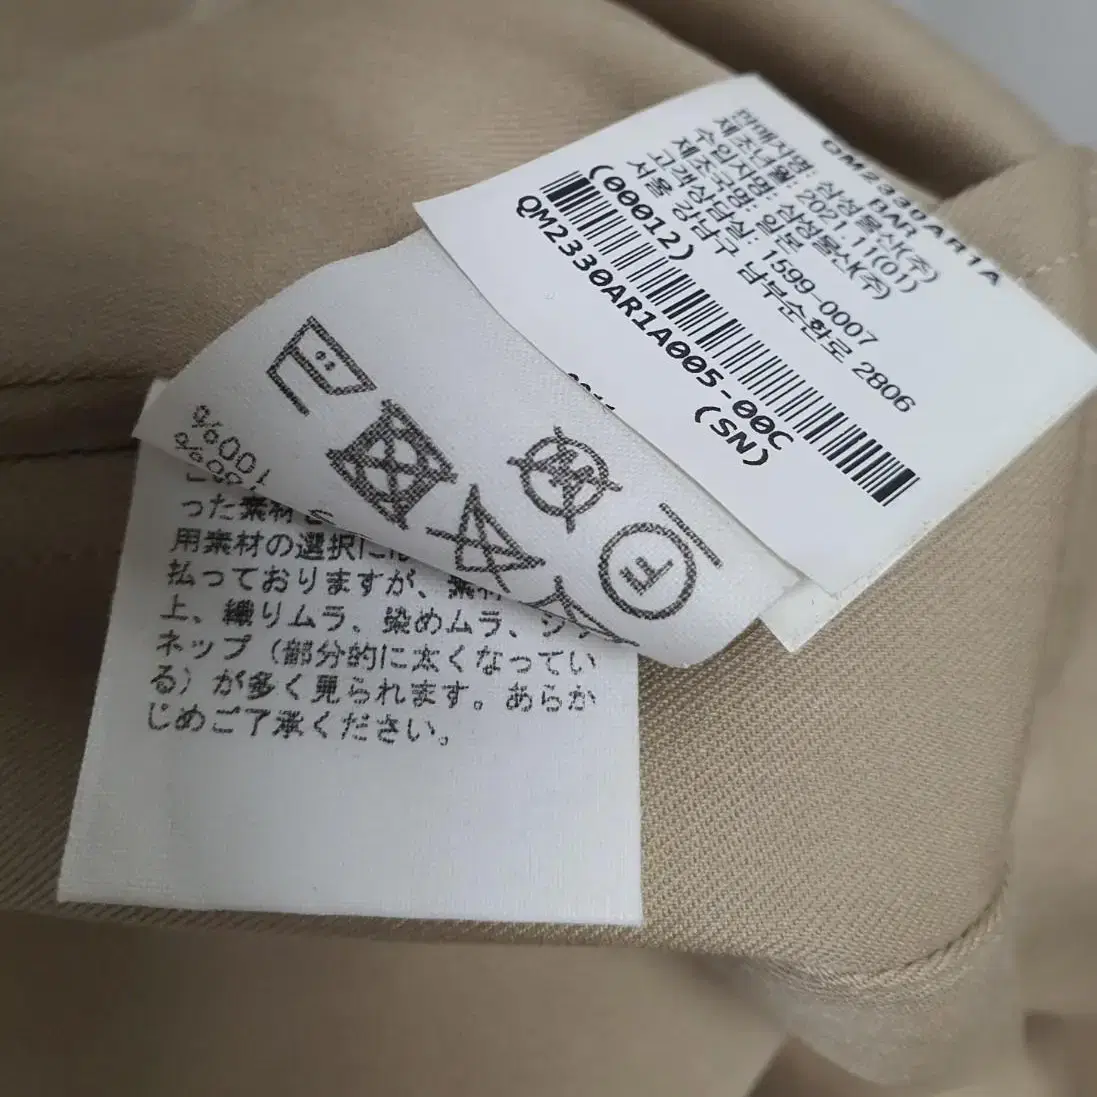 QM2330AR1A
BAR
판매자명: 삼성물산(주)
제조년월: 2021.11(01)
수입자명: 삼성물산(주)
제조국명: 일본
고객상담실: 1599-0007
서울 강남구 남부순환로 2806
(00012)
QM2330AR1A005-00C
(SN)
100%
100%
F
った素材
用素材の選択に
払っておりますが、素材
上、織りムラ、染めムラ、
ネップ（部分的に太くなってい
る）が多く見られます。あらか
じめご了承ください。